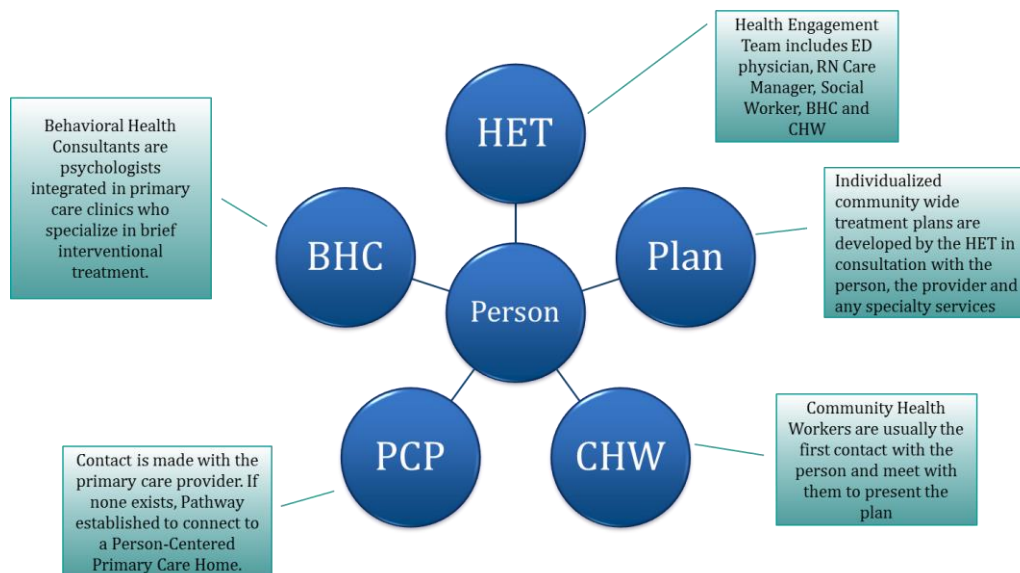 Health Engagement
Team includes ED
physician, RN Care
Manager, Social
Worker, BHC and
CHW
HET
Behavioral Health
Consultants are
psychologists
integrated in primary
care clinics who
specialize in brief
interventional
treatment.
BHC
Plan
Individualized
community wide
treatment plans are
developed by the HET in
consultation with the
person, the provider and
any specialty services
Person
PCP
CHW
Community Health
Workers are usually the
first contact with the
person and meet with
them to present the
plan
Contact is made with the
primary care provider. If
none exists, Pathway
established to connect to
a Person-Centered
Primary Care Home.